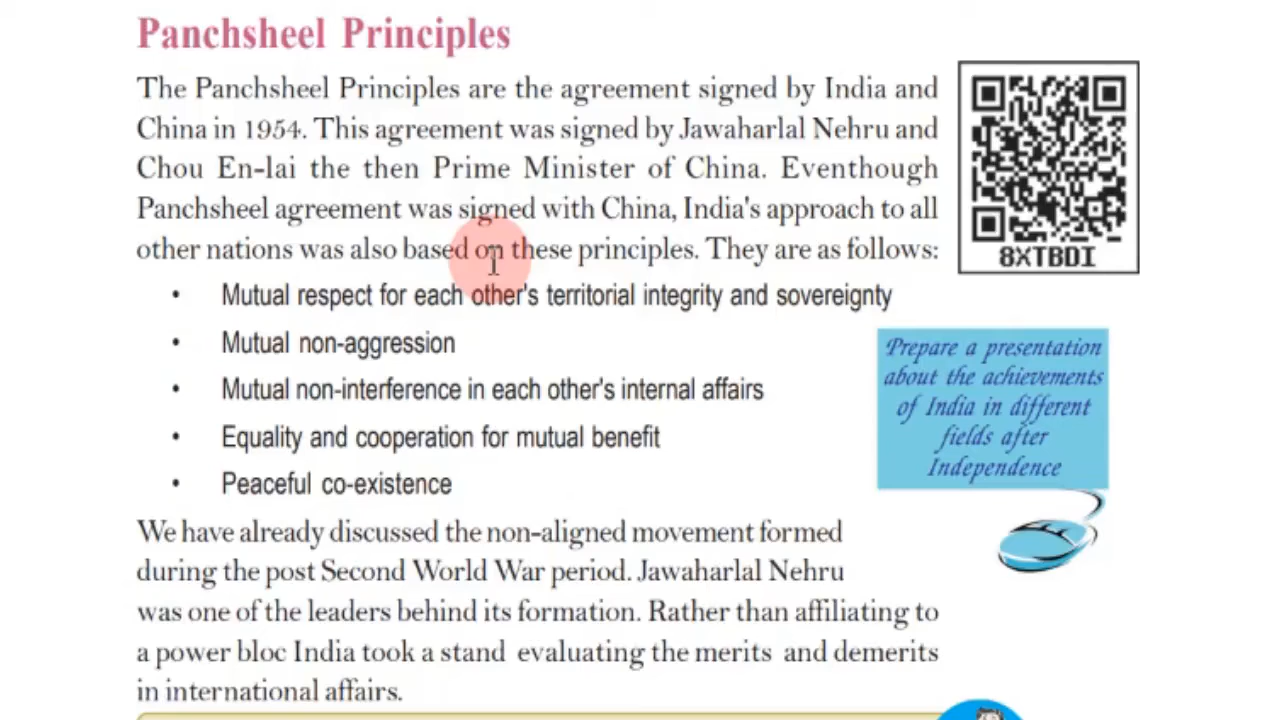 Panchsheel Principles
The Panchsheel Principles are the agreement signed by India and
China in 1954. This agreement was signed by Jawaharlal Nehru and
Chou En-lai the then Prime Minister of China. Eventhough
Panchsheel agreement was signed with China, India's approach to all
other nations was also based on these principles. They are as follows:
• Mutual respect for each other's territorial integrity and sovereignty
• Mutual non-aggression
• Mutual non-interference in each other's internal affairs
• Equality and cooperation for mutual benefit
• Peaceful co-existence
We have already discussed the non-aligned movement formed
during the post Second World War period. Jawaharlal Nehru
was one of the leaders behind its formation. Rather than affiliating to
a power bloc India took a stand evaluating the merits and demerits
in international affairs.
8XTBDI
Prepare a presentation
about the achievements
of India in different
fields after
Independence